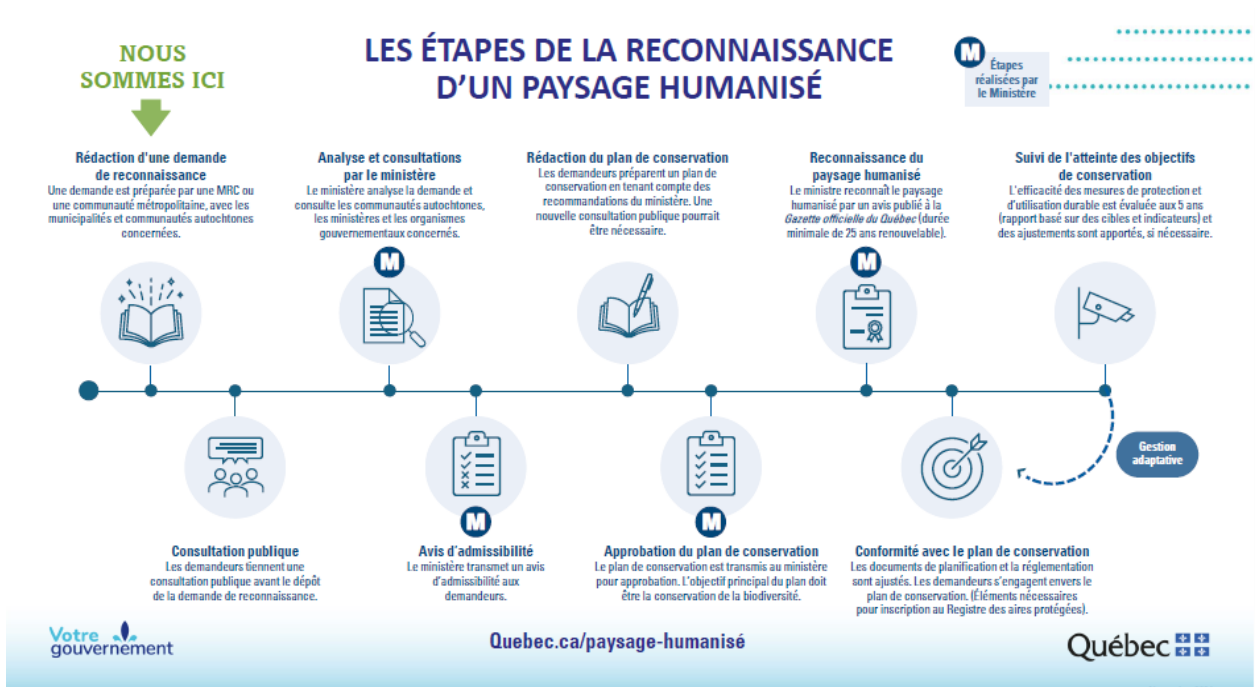 NOUS
SOMMES ICI
LES ÉTAPES DE LA RECONNAISSANCE
D'UN PAYSAGE HUMANISÉ
M
Étapes
réalisées par
le Ministère
Rédaction d'une demande
de reconnaissance
Une demande est préparée par une MRC ou
une communauté métropolitaine, avec les
municipalités et communautés autochtones
concernées.
Analyse et consultations
par le ministère
Le ministère analyse la demande et
consulte les communautés autochtones,
les ministères et les organismes
gouvernementaux concernés.
M
Rédaction du plan de conservation
Les demandeurs préparent un plan de
conservation en tenant compte des
recommandations du ministère. Une
nouvelle consultation publique pourrait
être nécessaire.
Reconnaissance du
paysage humanisé
Le ministre reconnaît le paysage
humanisé par un avis publié à la
Gazette officielle du Québec (durée
minimale de 25 ans renouvelable).
M
Suivi de l'atteinte des objectifs
de conservation
L'efficacité des mesures de protection et
d'utilisation durable est évaluée aux 5 ans
(rapport basé sur des cibles et indicateurs) et
des ajustements sont apportés, si nécessaire.
Gestion
adaptative
Consultation publique
Les demandeurs tiennent une
consultation publique avant le dépôt
de la demande de reconnaissance.
M
Avis d'admissibilité
Le ministère transmet un avis
d'admissibilité aux
demandeurs.
M
Approbation du plan de conservation
Le plan de conservation est transmis au ministère
pour approbation. L'objectif principal du plan doit
être la conservation de la biodiversité.
Conformité avec le plan de conservation
Les documents de planification et la réglementation
sont ajustés. Les demandeurs s'engagent envers le
plan de conservation. (Éléments nécessaires
pour inscription au Registre des aires protégées).
Votre
gouvernement
Quebec.ca/paysage-humanisé
Québec